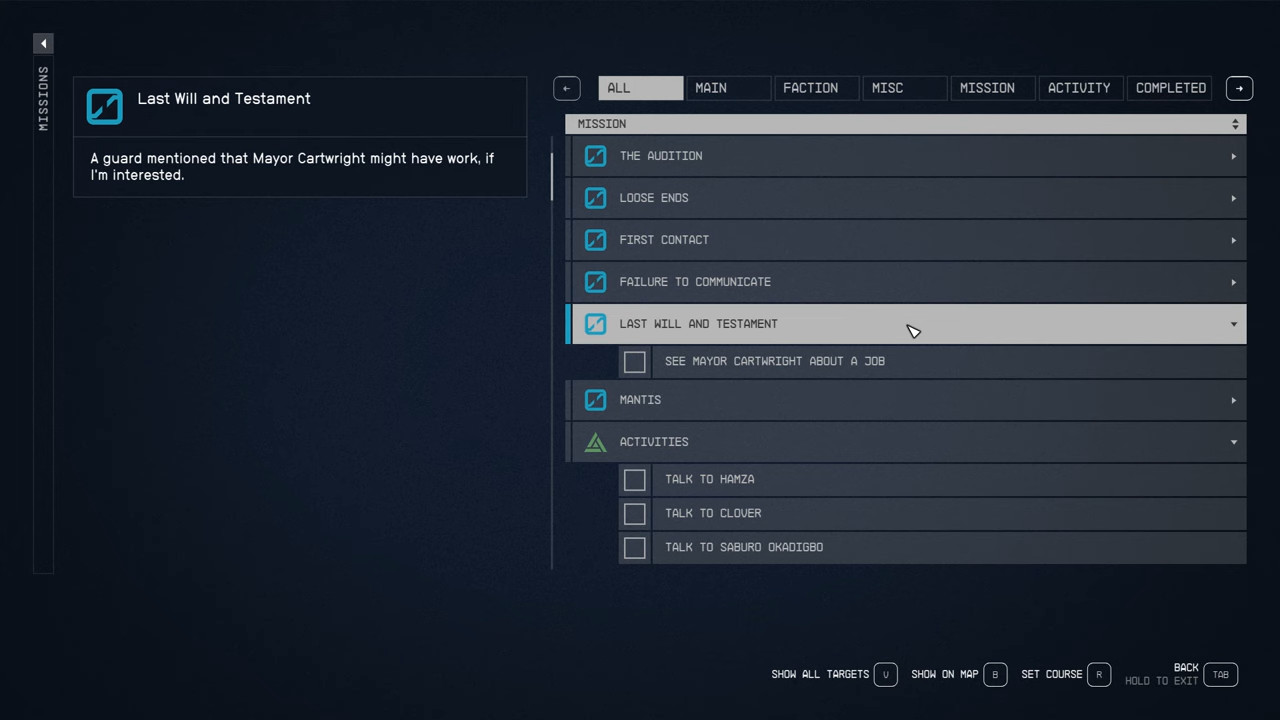 MISSIONS
Last Will and Testament
A guard mentioned that Mayor Cartwright might have work, if
I'm interested.
ALL
MAIN
FACTION
MISC
MISSION
ACTIVITY
COMPLETED
MISSION
THE AUDITION
LOOSE ENDS
FIRST CONTACT
FAILURE TO COMMUNICATE
LAST WILL AND TESTAMENT
SEE MAYOR CARTWRIGHT ABOUT A JOB
MANTIS
ACTIVITIES
TALK TO HAMZA
TALK TO CLOVER
TALK TO SABURO OKADIGBO
SHOW ALL TARGETS V
SHOW ON MAP B
SET COURSE R
BACK
HOLD TO EXIT
TAB